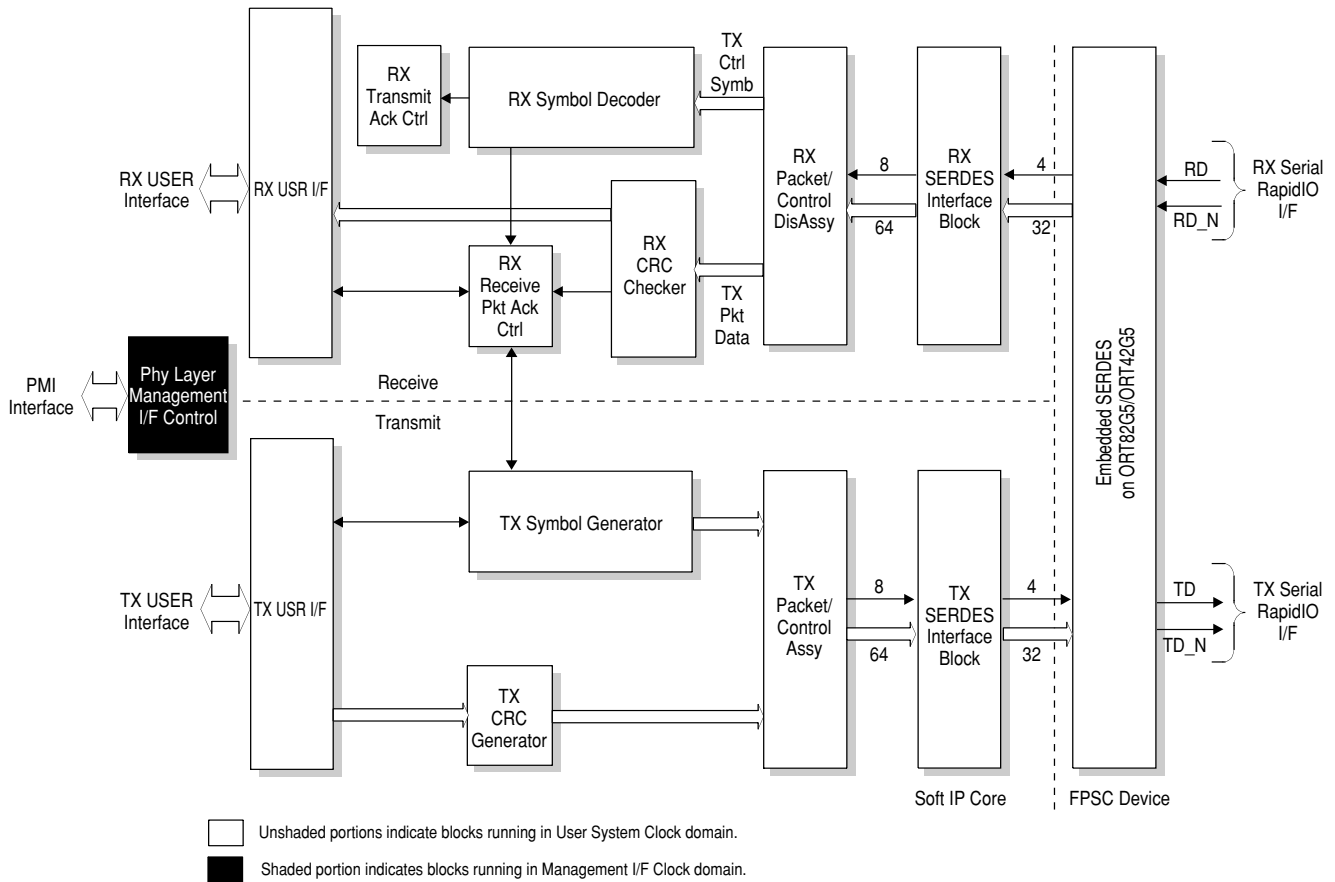 TX
Ctrl
Symb
RX
Transmit
Ack Ctrl
RX Symbol Decoder
RX USER
Interface
RX USR I/F
RX
Packet/
Control
DisAssy
8
64
RX
SERDES
Interface
Block
4
32
RD
RD_N
RX Serial
RapidIO
I/F
RX
CRC
Checker
RX
Receive
Pkt Ack
Ctrl
TX
Pkt
Data
PMI
Interface
Phy Layer
Management
I/F Control
Receive
Transmit
Embedded SERDES
on ORT82G5/ORT42G5
TX Symbol Generator
TX USER
Interface
TX USR I/F
TX
Packet/
Control
Assy
8
64
TX
SERDES
Interface
Block
4
32
TD
TD_N
TX Serial
RapidIO
I/F
TX
CRC
Generator
Soft IP Core
FPSC Device
Unshaded portions indicate blocks running in User System Clock domain.
Shaded portion indicates blocks running in Management I/F Clock domain.